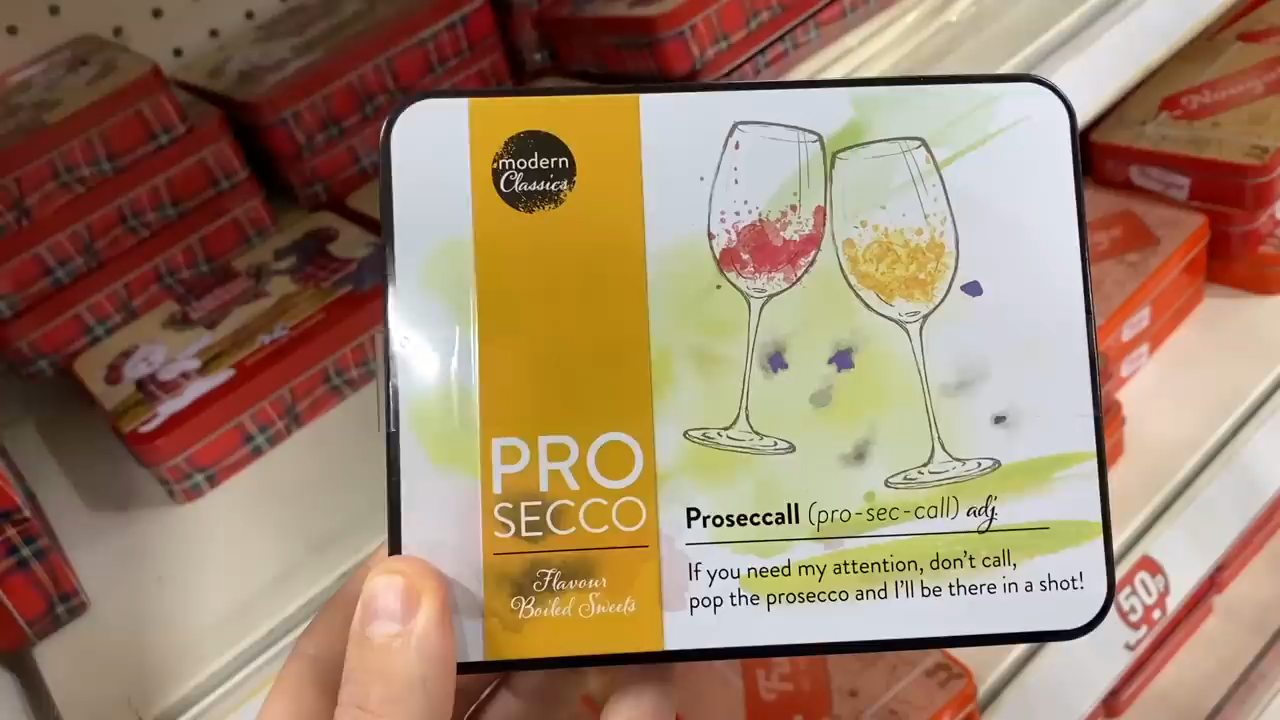 modern
Classics
PRO
SECCO
Flavour
Boiled Sweets
Proseccall (pro-sec-call) adj.
If you need my attention, don't call,
pop the prosecco and I'll be there in a shot!
50p